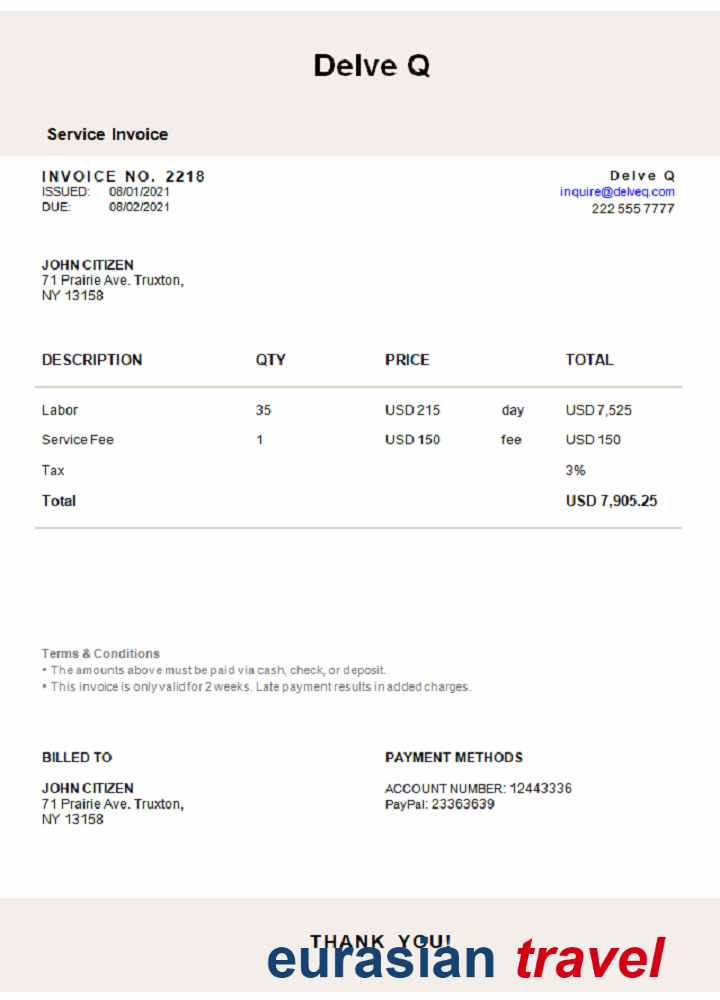 Delve Q
Service Invoice
INVOICE NO. 2218
ISSUED: 08/01/2021
DUE: 08/02/2021
Delve Q
inquire@delveq.com
222 555 7777
JOHN CITIZEN
71 Prairie Ave. Truxton,
NY 13158
DESCRIPTION QTY PRICE TOTAL
Labor 35 USD 215 day USD 7,525
Service Fee 1 USD 150 fee USD 150
Tax 3%
Total USD 7,905.25
Terms & Conditions
• The amounts above must be paid via cash, check, or deposit.
• This invoice is only valid for 2 weeks. Late payment results in added charges.
BILLED TO
JOHN CITIZEN
71 Prairie Ave. Truxton,
NY 13158
PAYMENT METHODS
ACCOUNT NUMBER: 12443336
PayPal: 23363639
THANK YOU!
eurasian travel